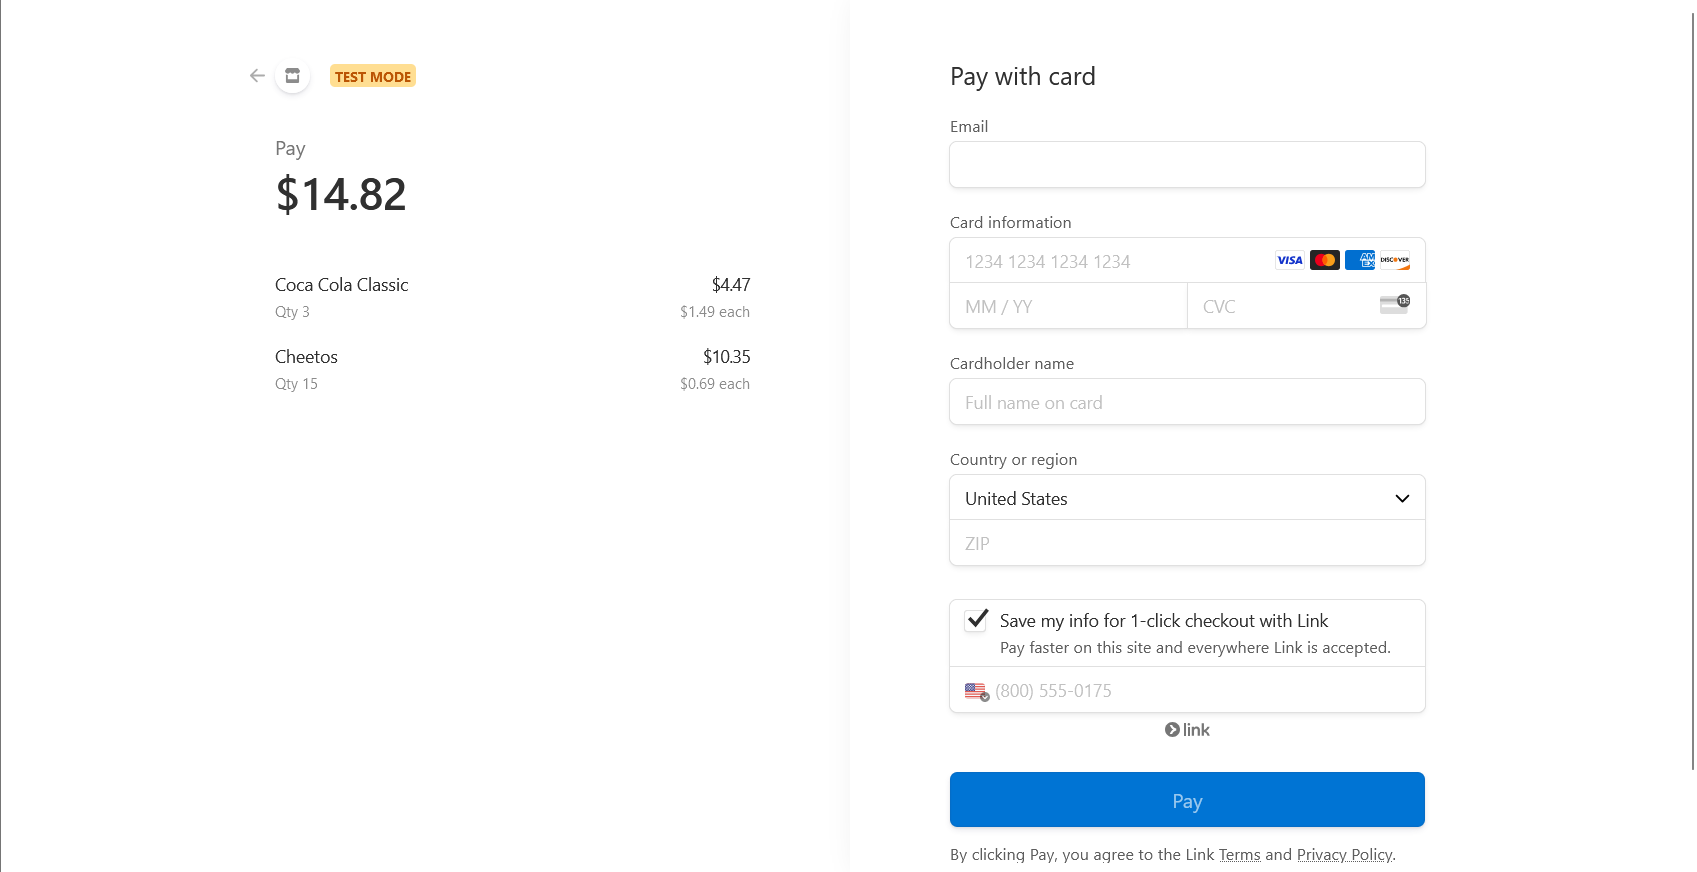 TEST MODE
Pay
$14.82
Coca Cola Classic $4.47
Qty 3 $1.49 each
Cheetos $10.35
Qty 15 $0.69 each
Pay with card
Email
Card information
1234 1234 1234 1234 VISA AM EX DISCOVER
MM / YY CVC 135
Cardholder name
Full name on card
Country or region
United States
ZIP
Save my info for 1-click checkout with Link
Pay faster on this site and everywhere Link is accepted.
(800) 555-0175
link
Pay
By clicking Pay, you agree to the Link Terms and Privacy Policy.